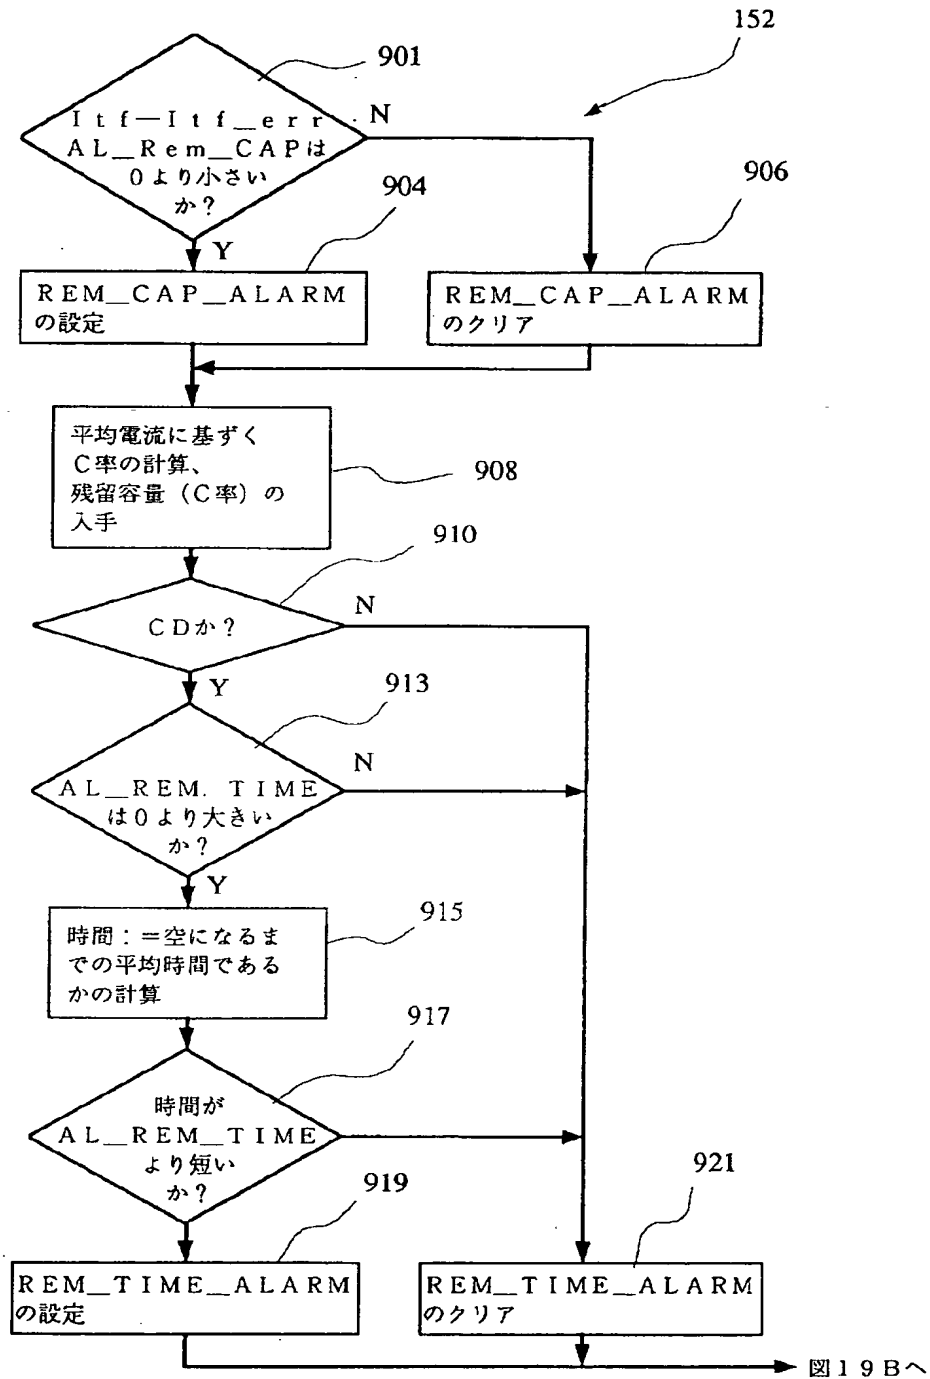 152
901
Itf—Itf_err
AL_Rem_CAPは
0より小さい
か?
N
Y
904
906
REM_CAP_ALARM
の設定
REM_CAP_ALARM
のクリア
平均電流に基ずく
C率の計算、
残留容量(C率)の
入手
908
910
CDか?
N
Y
913
AL_REM. TIME
は0より大きい
か?
N
Y
915
時間:=空になるま
での平均時間である
かの計算
917
時間が
AL_REM_TIME
より短い
か?
919
921
REM_TIME_ALARM
の設定
REM_TIME_ALARM
のクリア
図19Bへ